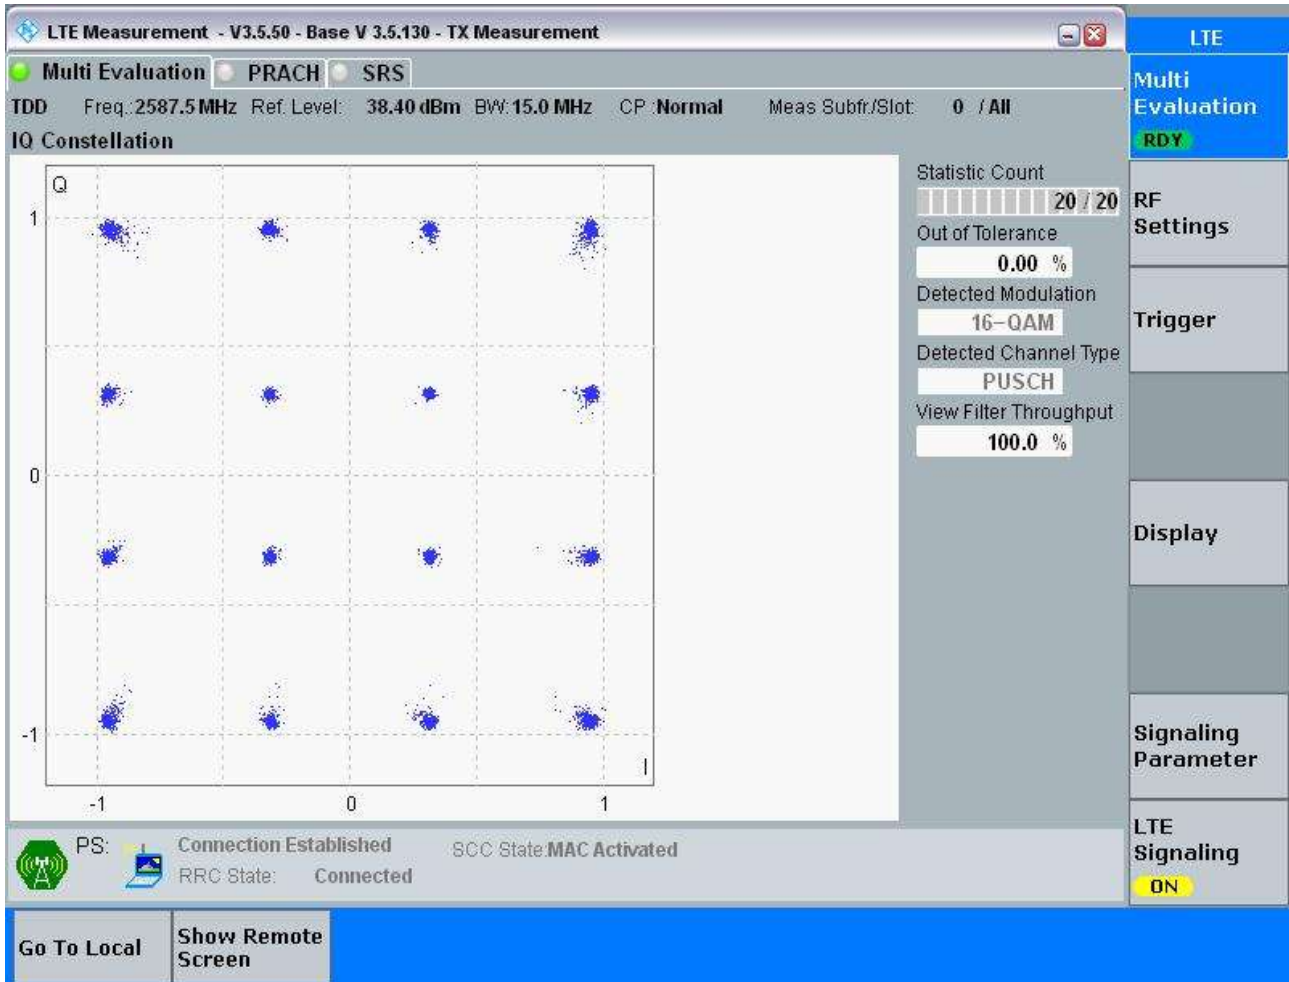 LTE Measurement - V3.5.50 - Base V 3.5.130 - TX Measurement
LTE
Multi Evaluation PRACH SRS
Multi
Evaluation
RDY
TDD Freq.:2587.5 MHz Ref. Level: 38.40 dBm BW:15.0 MHz CP :Normal Meas Subfr./Slot: 0 / All
IQ Constellation
Q
1
0
-1
-1 0 1
I
Statistic Count
20 / 20
Out of Tolerance
0.00 %
Detected Modulation
16-QAM
Detected Channel Type
PUSCH
View Filter Throughput
100.0 %
RF
Settings
Trigger
Display
Signaling
Parameter
LTE
Signaling
ON
PS: Connection Established SCC State:MAC Activated
RRC State: Connected
Go To Local
Show Remote
Screen